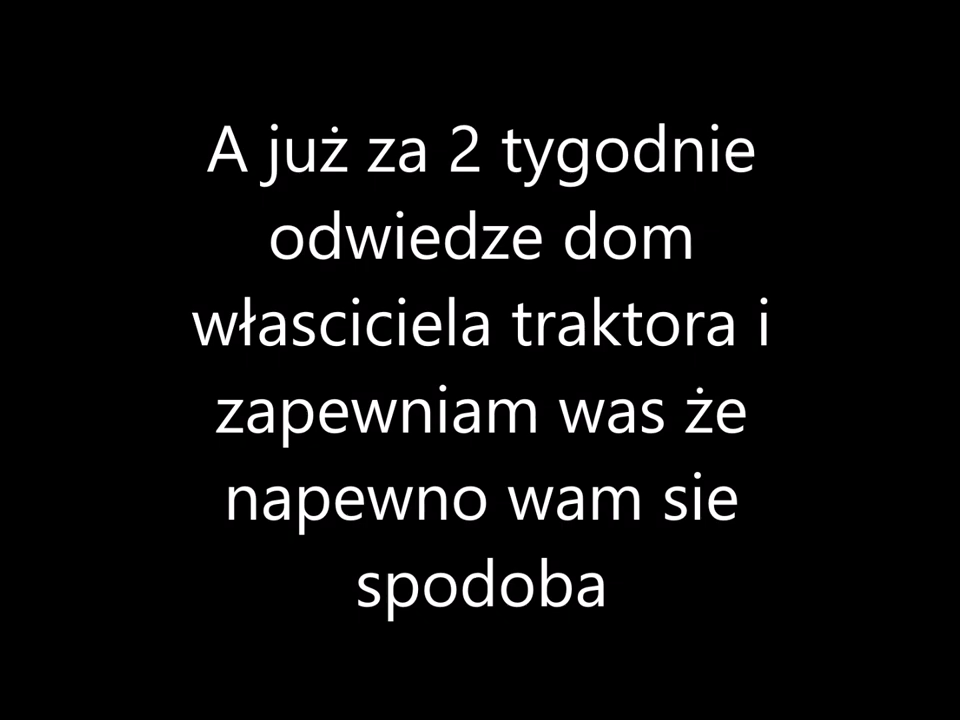 A już za 2 tygodnie
odwiedze dom
własciciela traktora i
zapewniam was że
napewno wam sie
spodoba